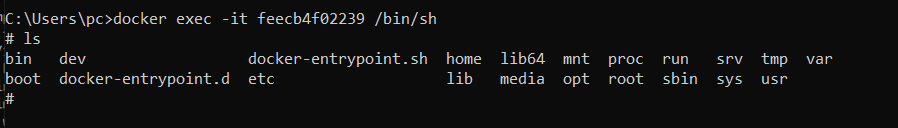 C:\Users\pc>docker exec -it feecb4f02239 /bin/sh
# ls
bin   dev                  docker-entrypoint.sh  home  lib64  mnt  proc  run   srv  tmp  var
boot  docker-entrypoint.d  etc                   lib   media  opt  root  sbin  sys  usr
#